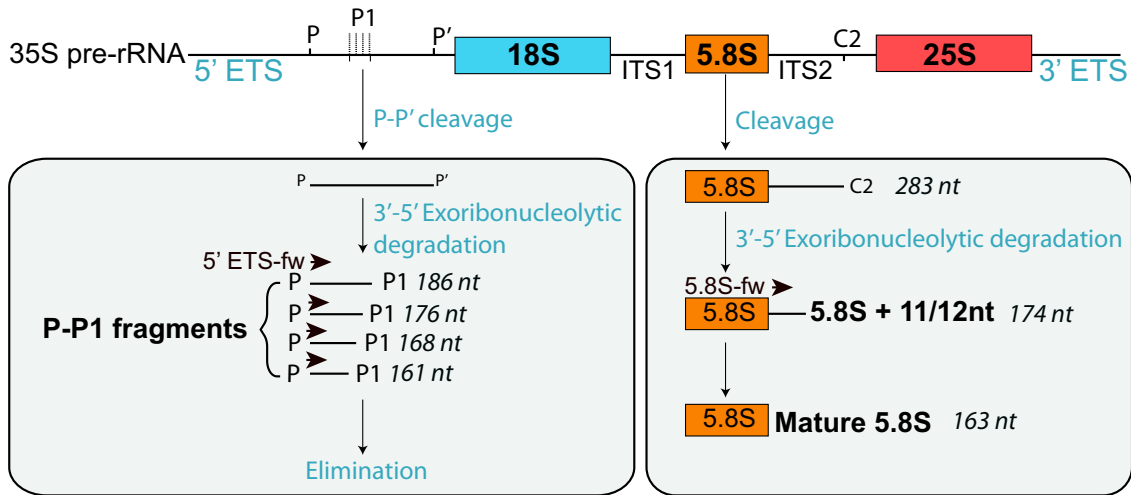 35S pre-rRNA
5’ ETS
P
P1
P’
18S
ITS1
5.8S
ITS2
C2
25S
3’ ETS
P-P’ cleavage
Cleavage
P
P’
3’-5’ Exoribonucleolytic
degradation
5’ ETS-fw
P-P1 fragments
P P1 186 nt
P P1 176 nt
P P1 168 nt
P P1 161 nt
Elimination
5.8S C2 283 nt
3’-5’ Exoribonucleolytic degradation
5.8S-fw
5.8S 5.8S + 11/12nt 174 nt
5.8S Mature 5.8S 163 nt